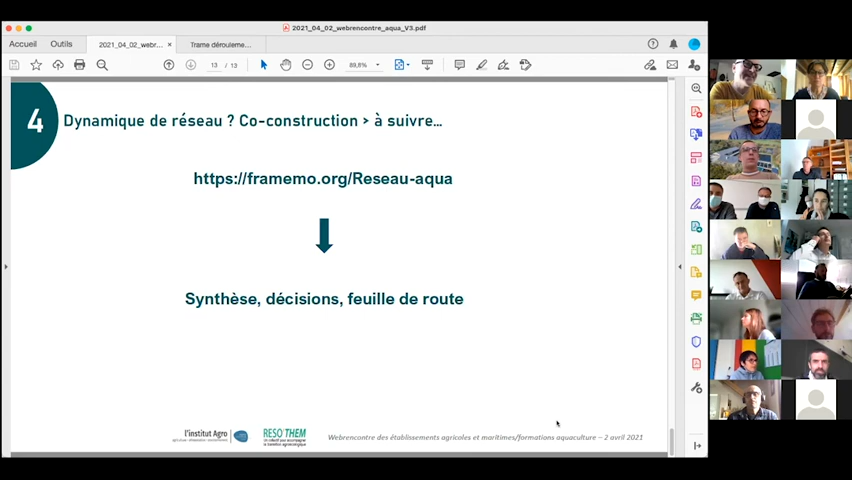 2021_04_02_webrencontre_aqua_V3.pdf
Accueil Outils 2021_04_02_webr... × Trame dérouleme...
13 / 13 89,8%
4 Dynamique de réseau ? Co-construction > à suivre...
https://framemo.org/Reseau-aqua
Synthèse, décisions, feuille de route
l'institut Agro RESO'THEM
Webrencontre des établissements agricoles et maritimes/formations aquaculture – 2 avril 2021